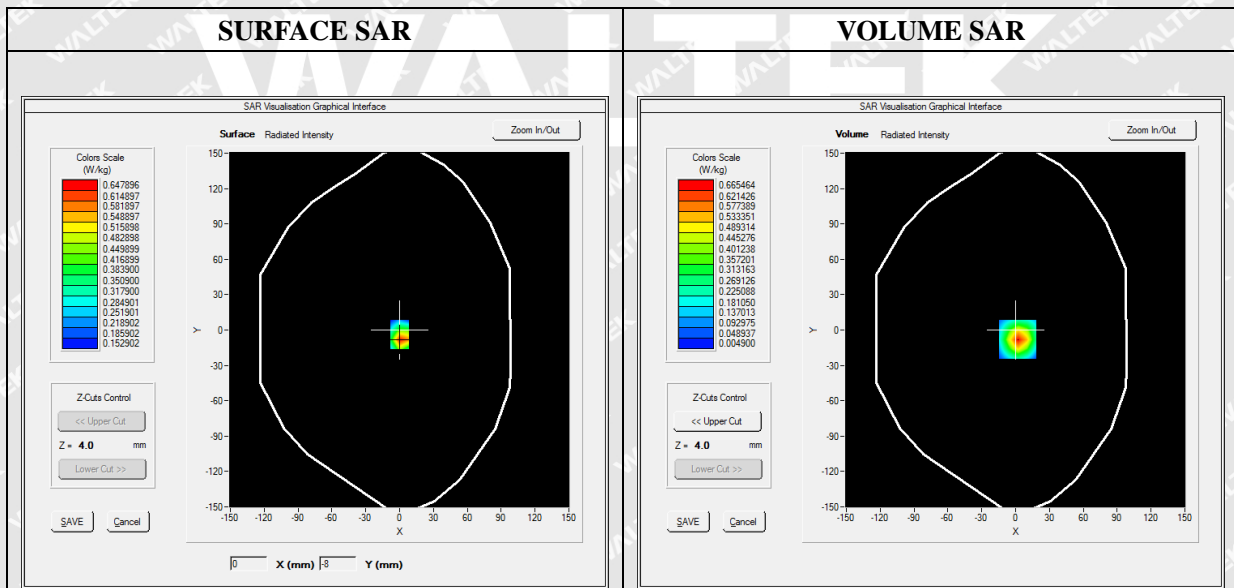 SURFACE SAR
SAR Visualisation Graphical Interface
Surface Radiated Intensity
Zoom In/Out
Colors Scale
(W/kg)
0.647896
0.614897
0.581897
0.548897
0.515898
0.482898
0.449899
0.416899
0.383900
0.350900
0.317900
0.284901
0.251901
0.218902
0.185902
0.152902
Z-Cuts Control
<< Upper Cut
Z = 4.0 mm
Lower Cut >>
SAVE Cancel
150
120
90
60
30
0
-30
-60
-90
-120
-150
Y
-150 -120 -90 -60 -30 0 30 60 90 120 150
X
0 X (mm) -8 Y (mm)
VOLUME SAR
SAR Visualisation Graphical Interface
Volume Radiated Intensity
Zoom In/Out
Colors Scale
(W/kg)
0.665464
0.621426
0.577389
0.533351
0.489314
0.445276
0.401238
0.357201
0.313163
0.269126
0.225088
0.181050
0.137013
0.092975
0.048937
0.004900
Z-Cuts Control
<< Upper Cut
Z = 4.0 mm
Lower Cut >>
SAVE Cancel
150
120
90
60
30
0
-30
-60
-90
-120
-150
Y
-150 -120 -90 -60 -30 0 30 60 90 120 150
X
WALTEK